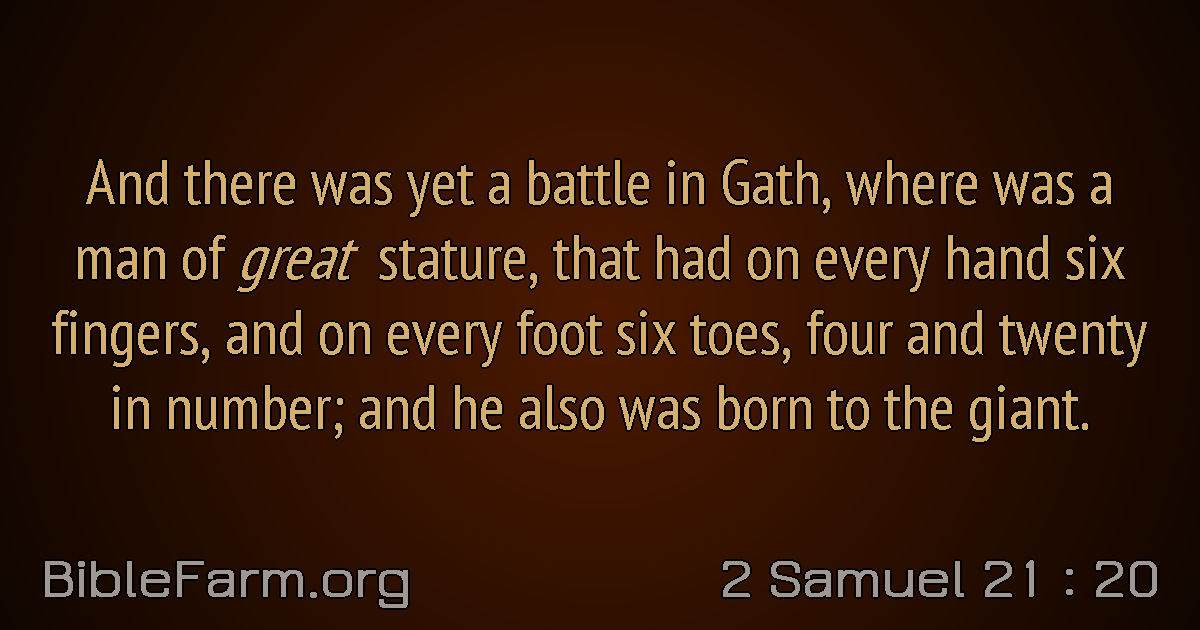 And there was yet a battle in Gath, where was a
man of great stature, that had on every hand six
fingers, and on every foot six toes, four and twenty
in number; and he also was born to the giant.
BibleFarm.org
2 Samuel 21 : 20